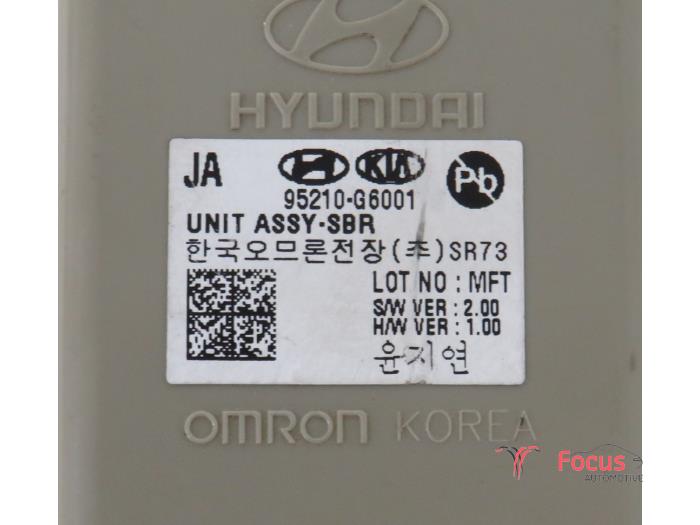 HYUNDAI
JA KIA Pb
95210-G6001
UNIT ASSY-SBR
한국오므론전장(주)SR73
LOT NO : MFT
S/W VER : 2.00
H/W VER : 1.00
윤지연
OMRON KOREA
Focus
AUTOMOTIVE